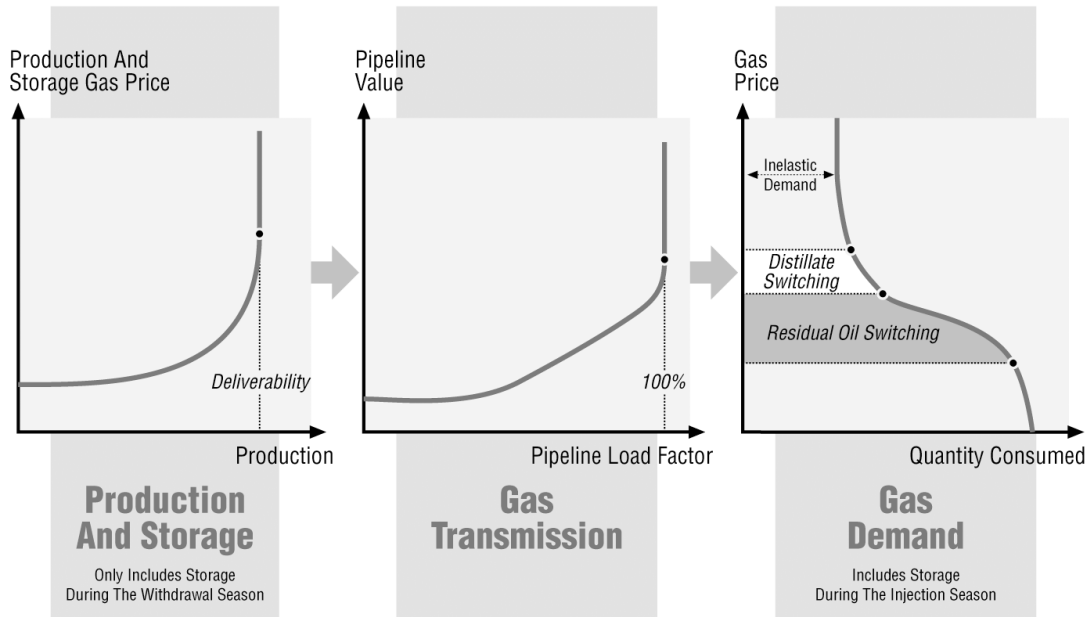 Production And
Storage Gas Price
Deliverability
Production
Production
And Storage
Only Includes Storage
During The Withdrawal Season
Pipeline
Value
100%
Pipeline Load Factor
Gas
Transmission
Gas
Price
Inelastic
Demand
Distillate
Switching
Residual Oil Switching
Quantity Consumed
Gas
Demand
Includes Storage
During The Injection Season